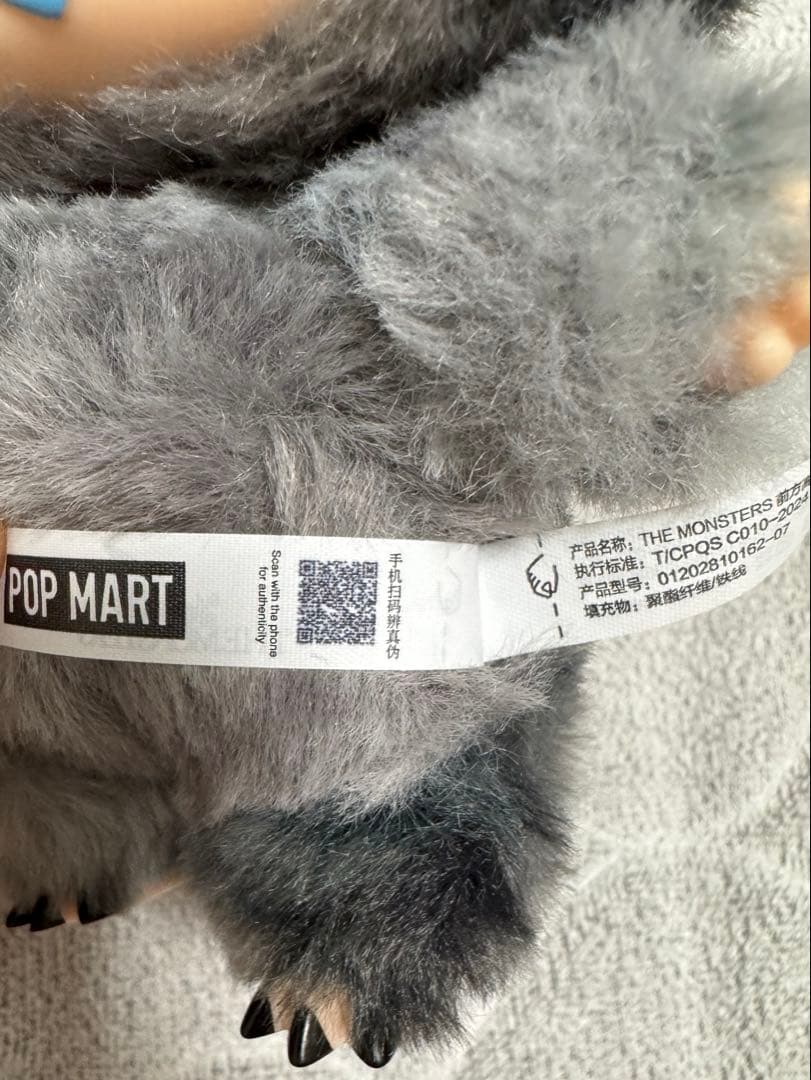 POP MART
Scan with the phone
for authenticity
手机扫码辨真伪
产品名称：THE MONSTERS 前方
执行标准：T/CPQS C010-2024
产品型号：01202810162-07
填充物：聚酯纤维/铁线